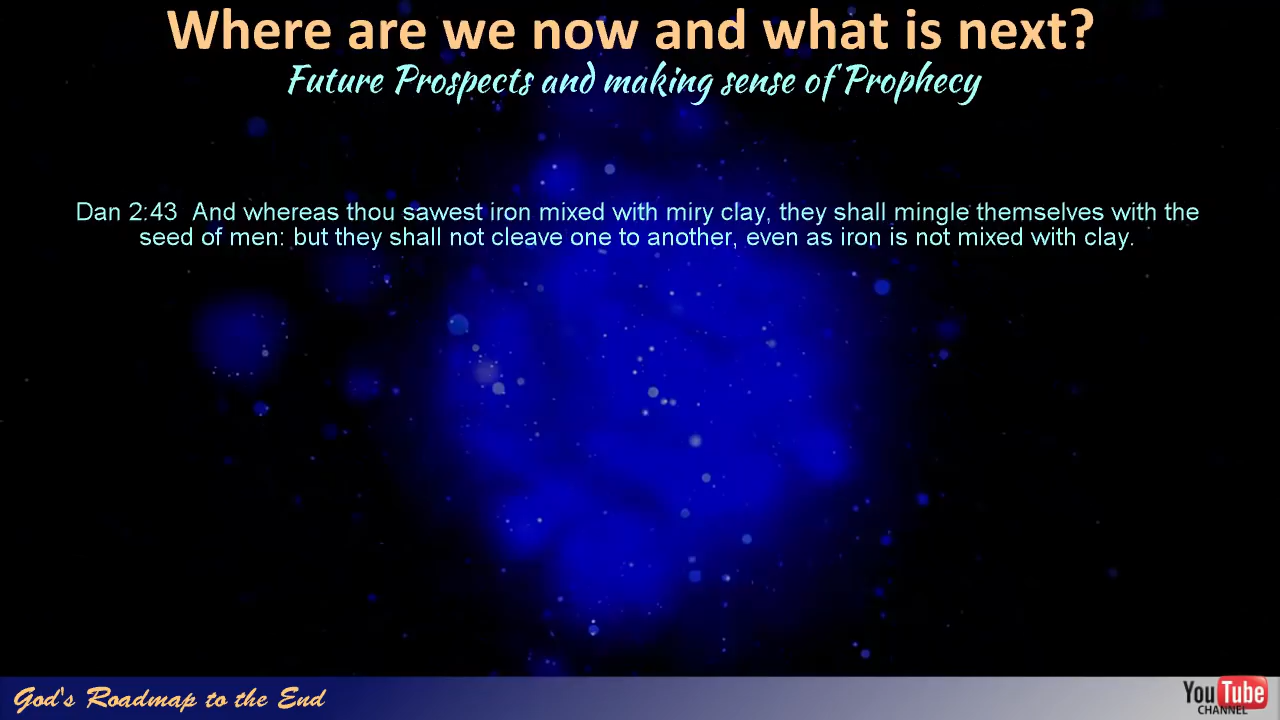 Where are we now and what is next?
Future Prospects and making sense of Prophecy
Dan 2:43  And whereas thou sawest iron mixed with miry clay, they shall mingle themselves with the
seed of men: but they shall not cleave one to another, even as iron is not mixed with clay.
God's Roadmap to the End
YouTube
CHANNEL